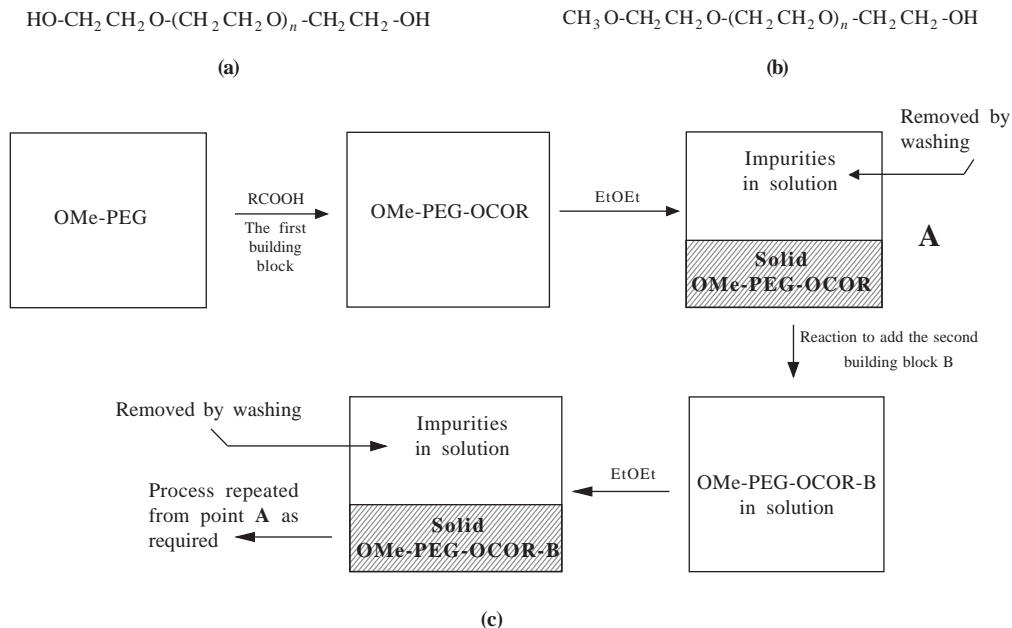 HO-CH₂CH₂O-(CH₂CH₂O)ₙ-CH₂CH₂-OH
(a)
CH₃O-CH₂CH₂O-(CH₂CH₂O)ₙ-CH₂CH₂-OH
(b)
OMe-PEG
RCOOH
The first
building
block
OMe-PEG-OCOR
EtOEt
Impurities
in solution
Removed by
washing
Solid
OMe-PEG-OCOR
A
Reaction to add the second
building block B
OMe-PEG-OCOR-B
in solution
EtOEt
Removed by washing
Impurities
in solution
Solid
OMe-PEG-OCOR-B
Process repeated
from point A as
required
(c)